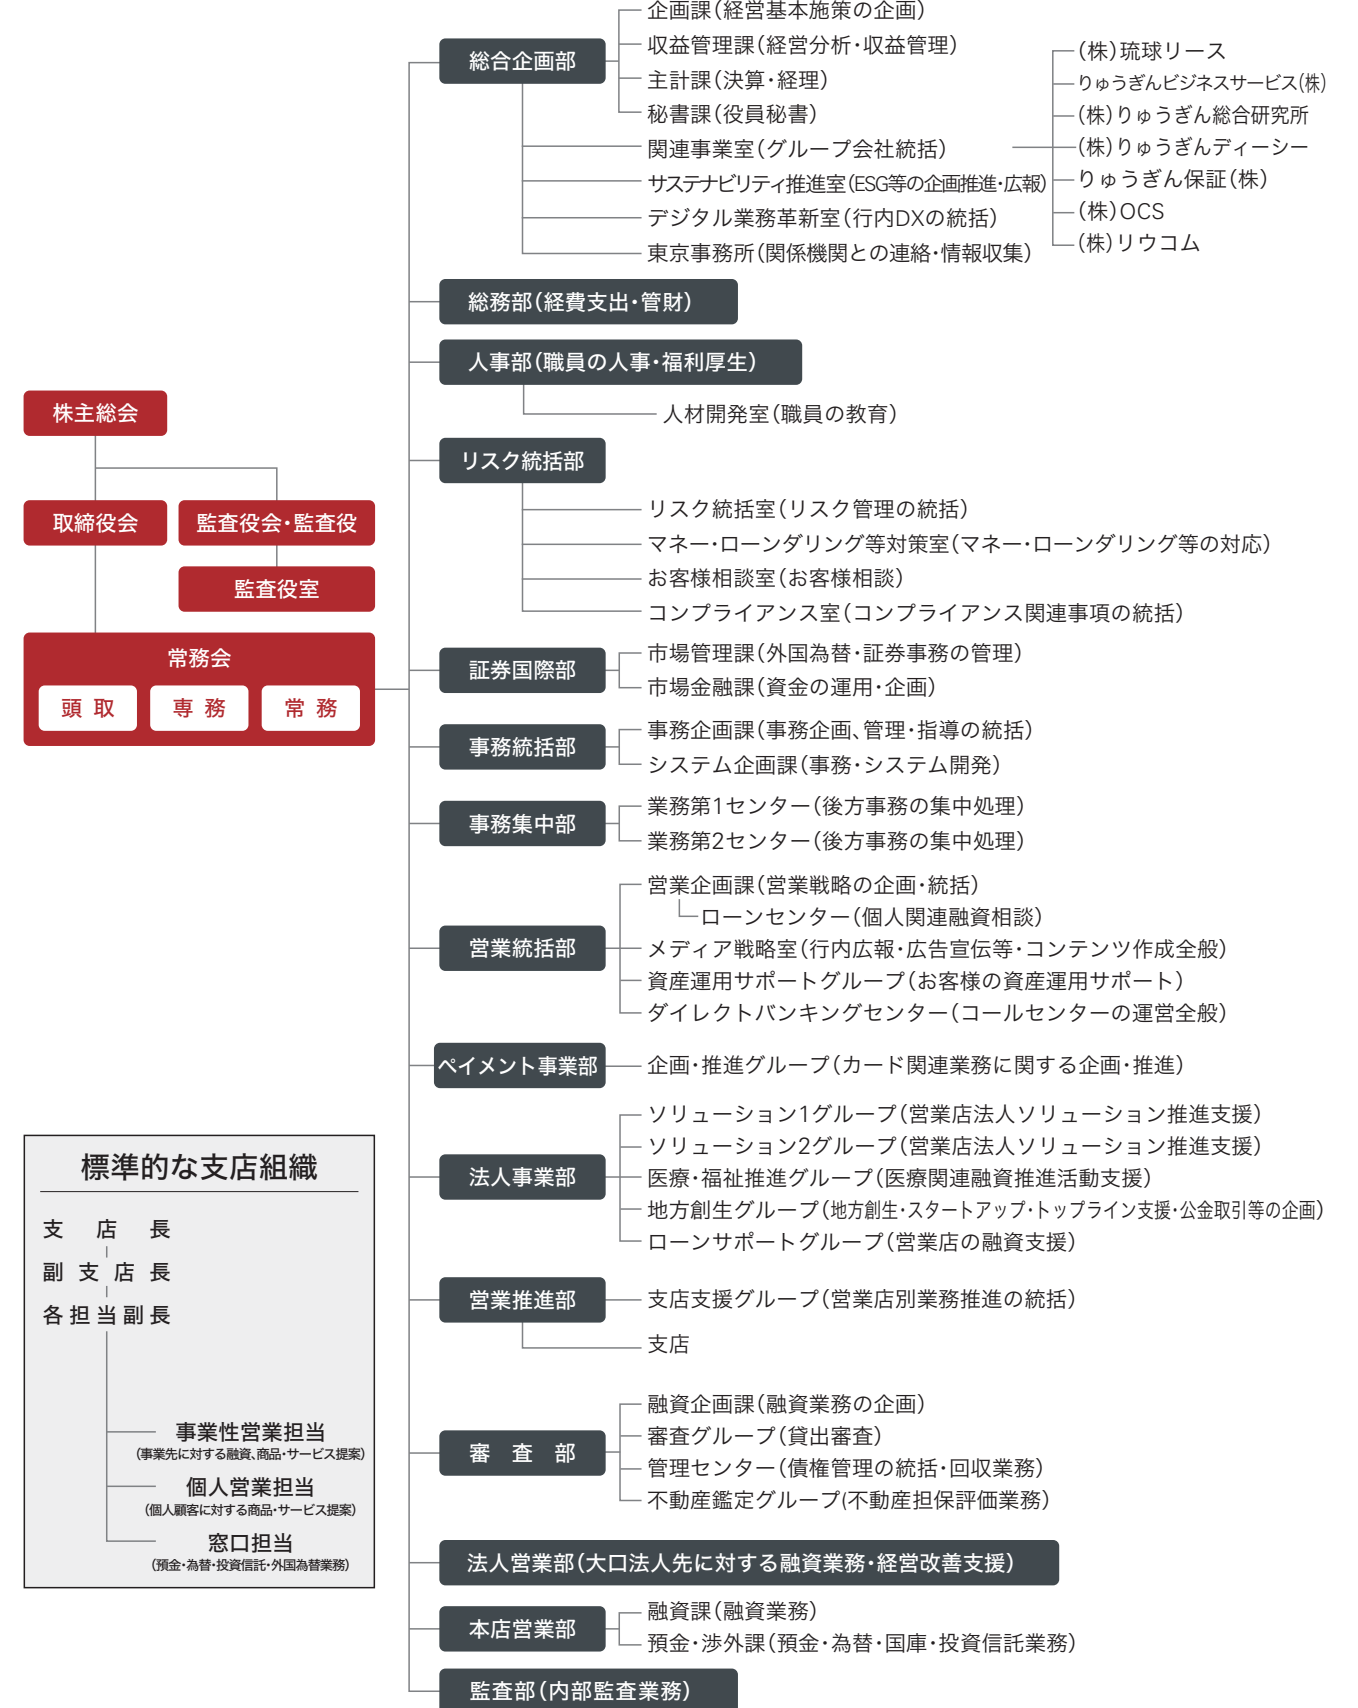 企画課(経営基本施策の企画)
総合企画部
収益管理課(経営分析・収益管理)
主計課(決算・経理)
秘書課(役員秘書)
関連事業室(グループ会社統括)
サステナビリティ推進室(ESG等の企画推進・広報)
デジタル業務革新室(行内DXの統括)
東京事務所(関係機関との連絡・情報収集)
(株)琉球リース
りゅうぎんビジネスサービス(株)
(株)りゅうぎん総合研究所
(株)りゅうぎんディーシー
りゅうぎん保証(株)
(株)OCS
(株)リウコム
総務部(経費支出・管財)
人事部(職員の人事・福利厚生)
人材開発室(職員の教育)
株主総会
取締役会
監査役会・監査役
監査役室
常務会
頭 取
専 務
常 務
リスク統括部
リスク統括室(リスク管理の統括)
マネー・ローンダリング等対策室(マネー・ローンダリング等の対応)
お客様相談室(お客様相談)
コンプライアンス室(コンプライアンス関連事項の統括)
証券国際部
市場管理課(外国為替・証券事務の管理)
市場金融課(資金の運用・企画)
事務統括部
事務企画課(事務企画、管理・指導の統括)
システム企画課(事務・システム開発)
事務集中部
業務第1センター(後方事務の集中処理)
業務第2センター(後方事務の集中処理)
営業統括部
営業企画課(営業戦略の企画・統括)
ローンセンター(個人関連融資相談)
メディア戦略室(行内広報・広告宣伝等・コンテンツ作成全般)
資産運用サポートグループ(お客様の資産運用サポート)
ダイレクトバンキングセンター(コールセンターの運営全般)
ペイメント事業部
企画・推進グループ(カード関連業務に関する企画・推進)
法人事業部
ソリューション1グループ(営業店法人ソリューション推進支援)
ソリューション2グループ(営業店法人ソリューション推進支援)
医療・福祉推進グループ(医療関連融資推進活動支援)
地方創生グループ(地方創生・スタートアップ・トップライン支援・公金取引等の企画)
ローンサポートグループ(営業店の融資支援)
営業推進部
支店支援グループ(営業店別業務推進の統括)
支店
審 査 部
融資企画課(融資業務の企画)
審査グループ(貸出審査)
管理センター(債権管理の統括・回収業務)
不動産鑑定グループ(不動産担保評価業務)
法人営業部(大口法人先に対する融資業務・経営改善支援)
本店営業部
融資課(融資業務)
預金・渉外課(預金・為替・国庫・投資信託業務)
監査部(内部監査業務)
標準的な支店組織
支 店 長
副 支 店 長
各担当副長
事業性営業担当
(事業先に対する融資、商品・サービス提案)
個人営業担当
(個人顧客に対する商品・サービス提案)
窓口担当
(預金・為替・投資信託・外国為替業務)